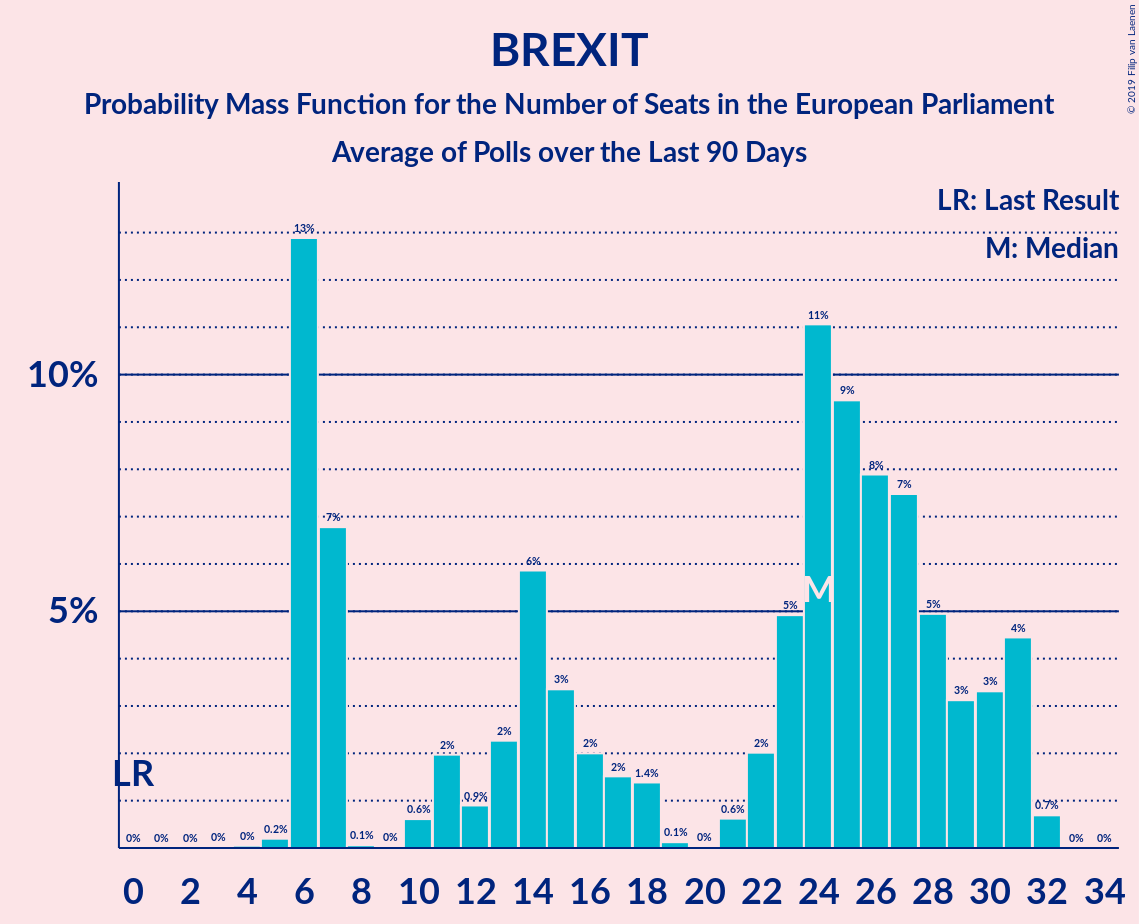 BREXIT
Probability Mass Function for the Number of Seats in the European Parliament
Average of Polls over the Last 90 Days
© 2019 Filip van Laenen
LR: Last Result
M: Median
10%
5%
LR
M
0% 0% 0% 0% 0% 0.2% 13% 7% 0.1% 0% 0.6% 2% 0.9% 2% 6% 3% 2% 2% 1.4% 0.1% 0% 0.6% 2% 5% 11% 9% 8% 7% 5% 3% 3% 4% 0.7% 0% 0%
0 2 4 6 8 10 12 14 16 18 20 22 24 26 28 30 32 34